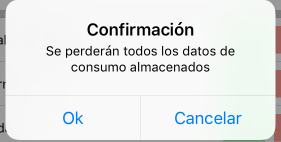 Confirmación
Se perderán todos los datos de
consumo almacenados
Ok
Cancelar